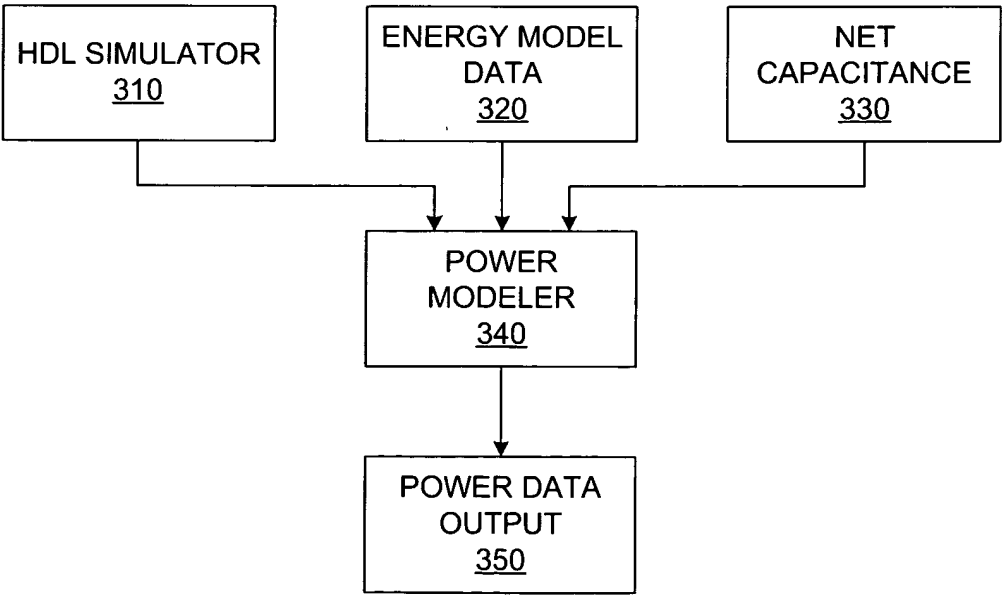 HDL SIMULATOR
310
ENERGY MODEL
DATA
320
NET
CAPACITANCE
330
POWER
MODELER
340
POWER DATA
OUTPUT
350